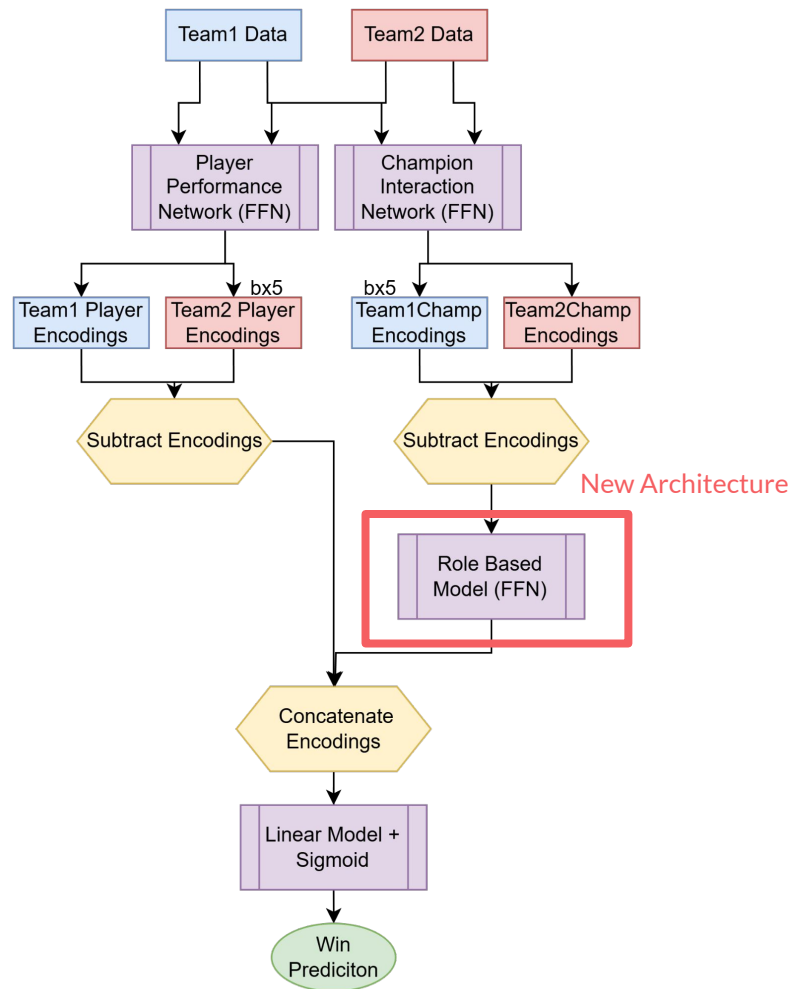 Team1 Data
Team2 Data
Player
Performance
Network (FFN)
Champion
Interaction
Network (FFN)
bx5
bx5
Team1 Player
Encodings
Team2 Player
Encodings
Team1Champ
Encodings
Team2Champ
Encodings
Subtract Encodings
Subtract Encodings
New Architecture
Role Based
Model (FFN)
Concatenate
Encodings
Linear Model +
Sigmoid
Win
Prediciton